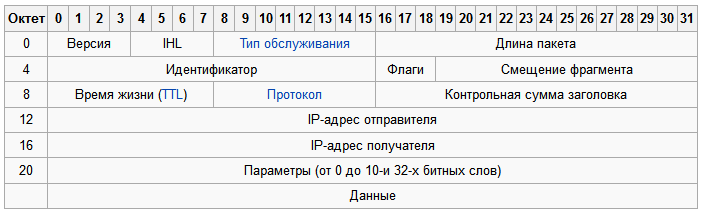 Октет 0 1 2 3 4 5 6 7 8 9 10 11 12 13 14 15 16 17 18 19 20 21 22 23 24 25 26 27 28 29 30 31
0 Версия IHL Тип обслуживания Длина пакета
4 Идентификатор Флаги Смещение фрагмента
8 Время жизни (TTL) Протокол Контрольная сумма заголовка
12 IP-адрес отправителя
16 IP-адрес получателя
20 Параметры (от 0 до 10-и 32-х битных слов)
Данные